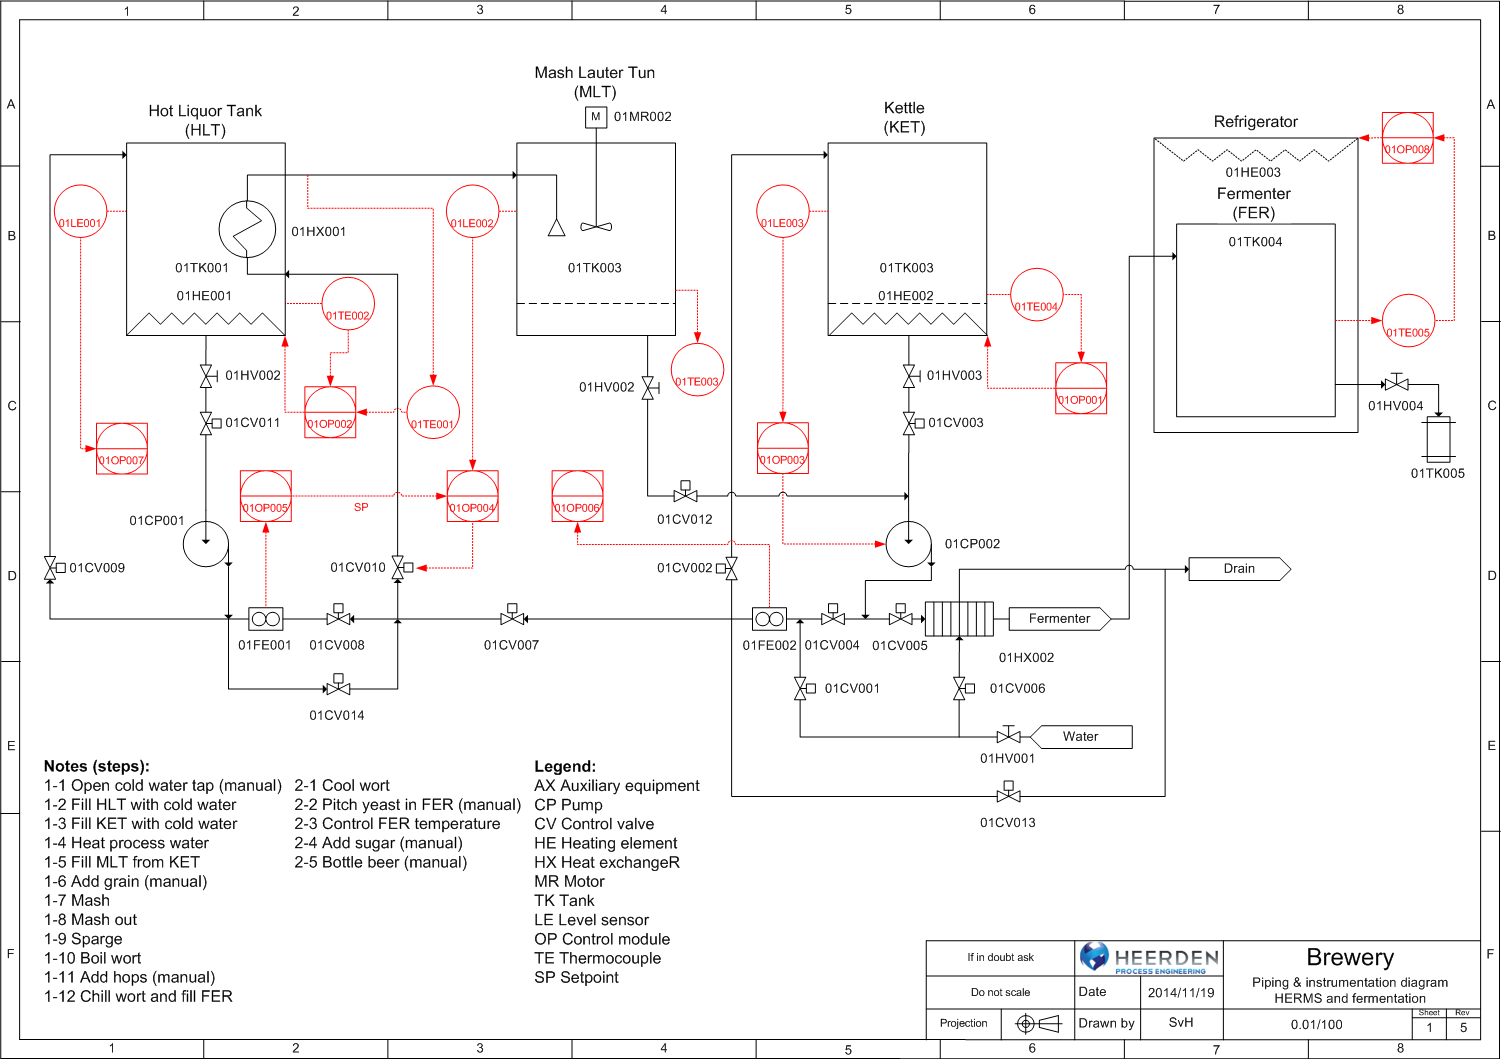 1 2 3 4 5 6 7 8
A
B
C
D
E
F
A
B
C
D
E
F
Hot Liquor Tank
(HLT)
Mash Lauter Tun
(MLT)
M
01MR002
Kettle
(KET)
Refrigerator
01OP008
01HE003
Fermenter
(FER)
01TK004
01LE001
01HX001
01TK001
01HE001
01TE002
01LE002
01TK003
01LE003
01TK003
01HE002
01TE004
01TE005
01HV002
01CV011
01OP002
01TE001
01HV002
01TE003
01HV003
01CV003
01OP001
01HV004
01TK005
01OP007
01OP003
01OP005
SP
01OP004
01OP006
01CP001
01CV012
01CP002
01CV009
01CV010
01CV002
Drain
Fermenter
01FE001
01CV008
01CV007
01FE002
01CV004
01CV005
01HX002
01CV001
01CV006
01CV014
Water
01HV001
01CV013
Notes (steps):
1-1 Open cold water tap (manual)
1-2 Fill HLT with cold water
1-3 Fill KET with cold water
1-4 Heat process water
1-5 Fill MLT from KET
1-6 Add grain (manual)
1-7 Mash
1-8 Mash out
1-9 Sparge
1-10 Boil wort
1-11 Add hops (manual)
1-12 Chill wort and fill FER
2-1 Cool wort
2-2 Pitch yeast in FER (manual)
2-3 Control FER temperature
2-4 Add sugar (manual)
2-5 Bottle beer (manual)
Legend:
AX Auxiliary equipment
CP Pump
CV Control valve
HE Heating element
HX Heat exchangeR
MR Motor
TK Tank
LE Level sensor
OP Control module
TE Thermocouple
SP Setpoint
If in doubt ask
HEERDEN
PROCESS ENGINEERING
Brewery
Piping & instrumentation diagram
HERMS and fermentation
Do not scale
Date
2014/11/19
Projection
Drawn by
SvH
0.01/100
Sheet
1
Rev
5
1 2 3 4 5 6 7 8